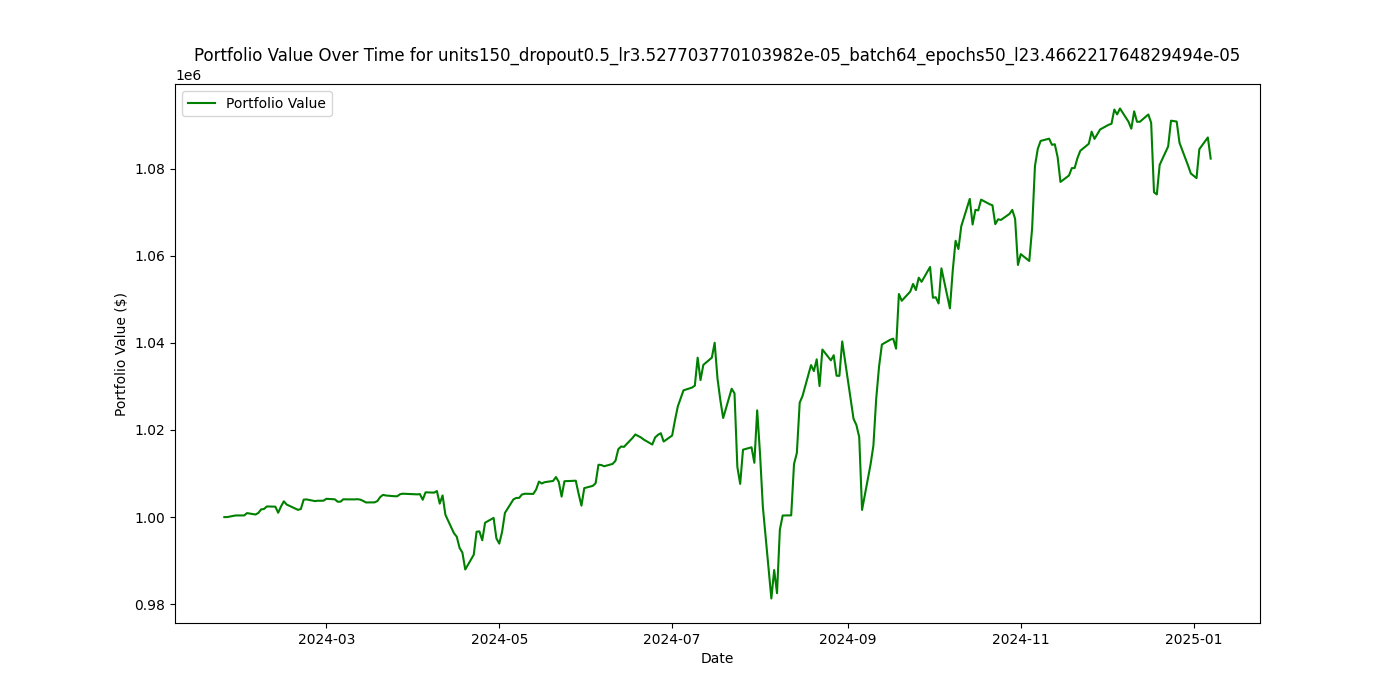 Portfolio Value Over Time for units150_dropout0.5_lr3.527703770103982e-05_batch64_epochs50_l23.466221764829494e-05
1e6
Portfolio Value
1.08
1.06
1.04
1.02
1.00
0.98
Portfolio Value ($)
2024-03 2024-05 2024-07 2024-09 2024-11 2025-01
Date